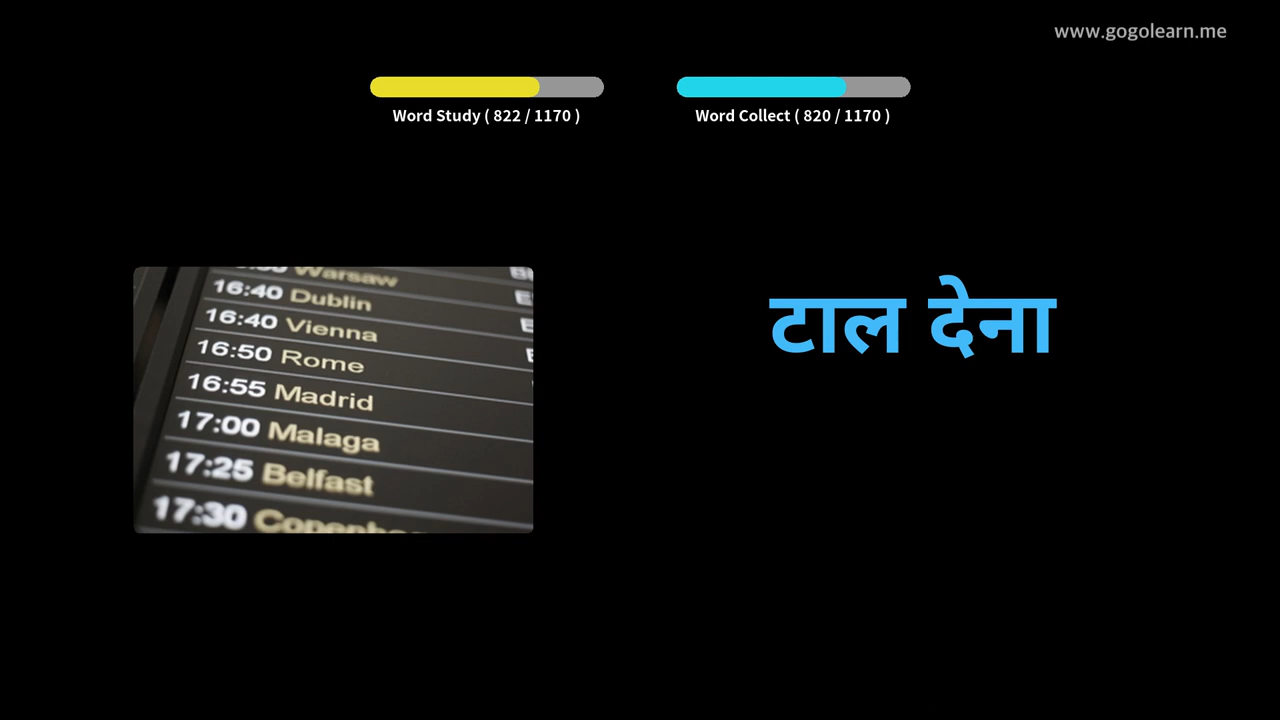 www.gogolearn.me
Word Study ( 822 / 1170 )
Word Collect ( 820 / 1170 )
Warsaw
16:40 Dublin
16:40 Vienna
16:50 Rome
16:55 Madrid
17:00 Malaga
17:25 Belfast
17:30
टाल देना